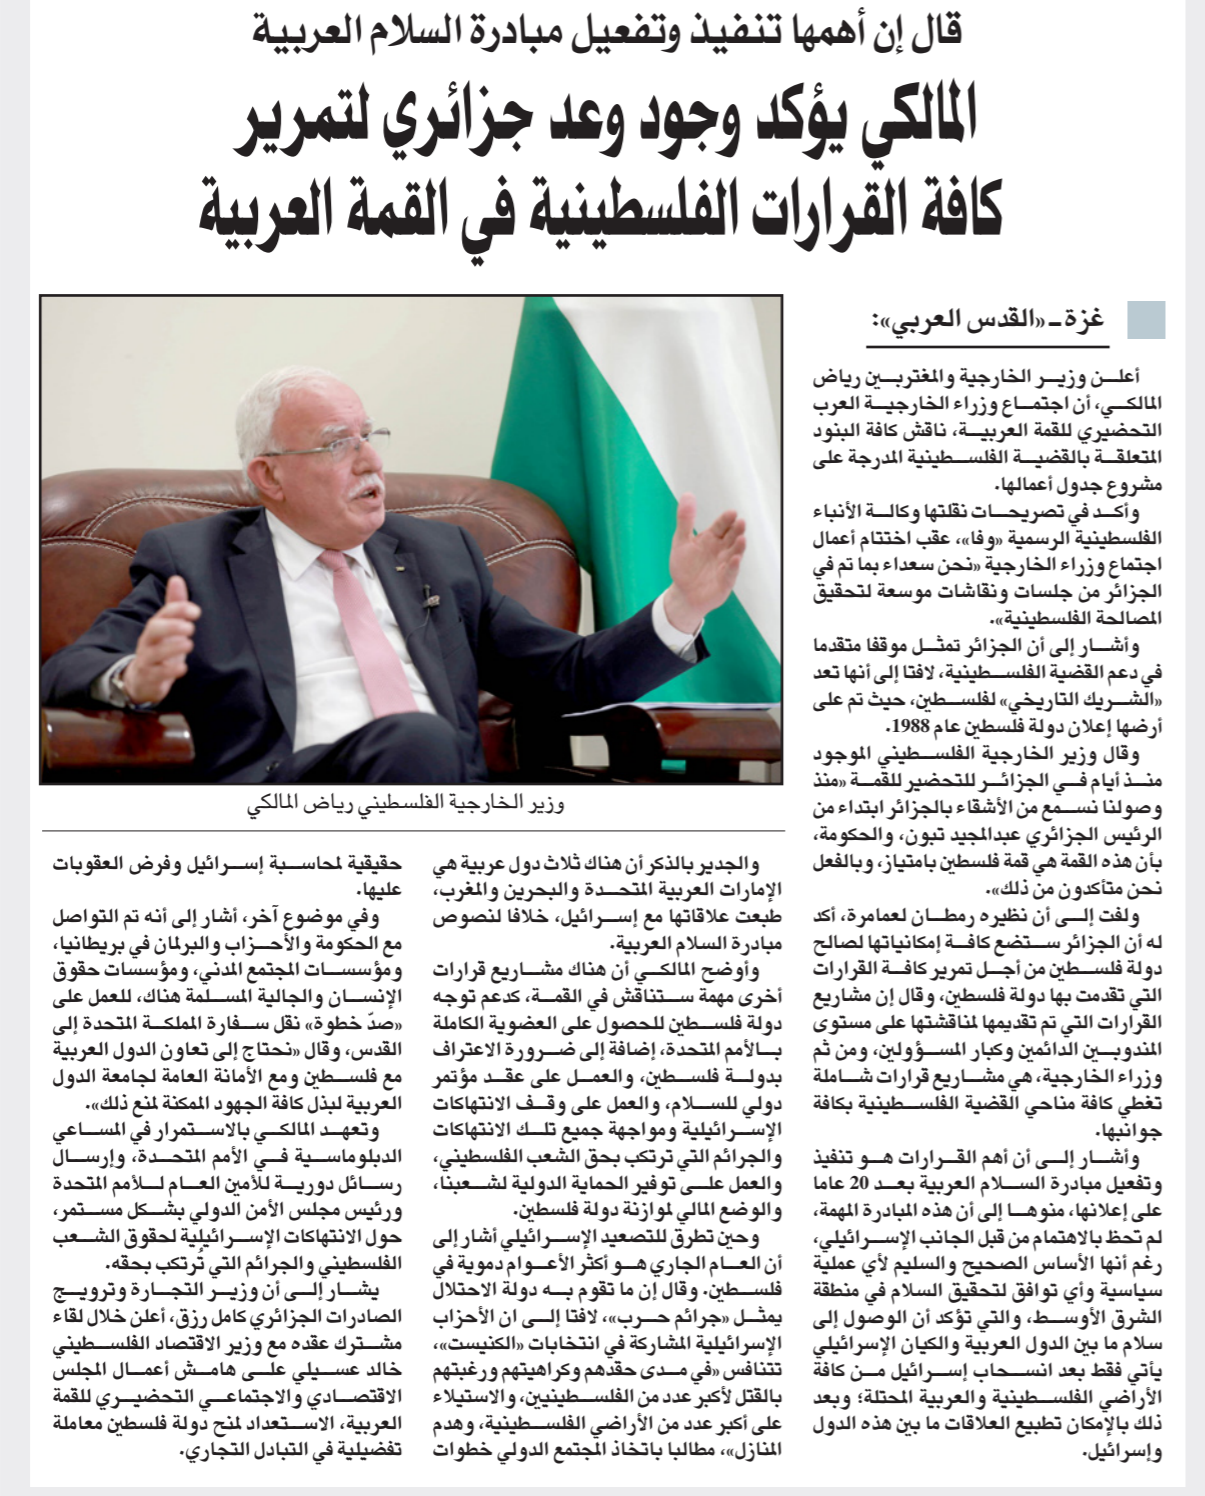 قال إن أهمها تنفيذ وتفعيل مبادرة السلام العربية
المالكي يؤكد وجود وعد جزائري لتمرير
كافة القرارات الفلسطينية في القمة العربية
غزة ـ «القدس العربي»:
أعلن وزير الخارجية والمغتربين رياض
المالكي، أن اجتماع وزراء الخارجية العرب
التحضيري للقمة العربية، ناقش كافة البنود
المتعلقة بالقضية الفلسطينية المدرجة على
مشروع جدول أعمالها.
وأكد في تصريحات نقلتها وكالة الأنباء
الفلسطينية الرسمية «وفا»، عقب اختتام أعمال
اجتماع وزراء الخارجية «نحن سعداء بما تم في
الجزائر من جلسات ونقاشات موسعة لتحقيق
المصالحة الفلسطينية».
وأشار إلى أن الجزائر تمثل موقفا متقدما
في دعم القضية الفلسطينية، لافتا إلى أنها تعد
«الشريك التاريخي» لفلسطين، حيث تم على
أرضها إعلان دولة فلسطين عام 1988.
وقال وزير الخارجية الفلسطيني الموجود
منذ أيام في الجزائر للتحضير للقمة «منذ
وصولنا نسمع من الأشقاء بالجزائر ابتداء من
الرئيس الجزائري عبدالمجيد تبون، والحكومة،
بأن هذه القمة هي قمة فلسطين بامتياز، وبالفعل
نحن متأكدون من ذلك».
ولفت إلى أن نظيره رمطان لعمامرة، أكد
له أن الجزائر ستضع كافة إمكانياتها لصالح
دولة فلسطين من أجل تمرير كافة القرارات
التي تقدمت بها دولة فلسطين، وقال إن مشاريع
القرارات التي تم تقديمها لمناقشتها على مستوى
المندوبين الدائمين وكبار المسؤولين، ومن ثم
وزراء الخارجية، هي مشاريع قرارات شاملة
تغطي كافة مناحي القضية الفلسطينية بكافة
جوانبها.
وأشار إلى أن أهم القرارات هو تنفيذ
وتفعيل مبادرة السلام العربية بعد 20 عاما
على إعلانها، منوها إلى أن هذه المبادرة المهمة،
لم تحظ بالاهتمام من قبل الجانب الإسرائيلي،
رغم أنها الأساس الصحيح والسليم لأي عملية
سياسية وأي توافق لتحقيق السلام في منطقة
الشرق الأوسط، والتي تؤكد أن الوصول إلى
سلام ما بين الدول العربية والكيان الإسرائيلي
يأتي فقط بعد انسحاب إسرائيل من كافة
الأراضي الفلسطينية والعربية المحتلة؛ وبعد
ذلك بالإمكان تطبيع العلاقات ما بين هذه الدول
وإسرائيل.
وزير الخارجية الفلسطيني رياض المالكي
والجدير بالذكر أن هناك ثلاث دول عربية هي
الإمارات العربية المتحدة والبحرين والمغرب،
طبعت علاقاتها مع إسرائيل، خلافا لنصوص
مبادرة السلام العربية.
وأوضح المالكي أن هناك مشاريع قرارات
أخرى مهمة ستناقش في القمة، كدعم توجه
دولة فلسطين للحصول على العضوية الكاملة
بالأمم المتحدة، إضافة إلى ضرورة الاعتراف
بدولة فلسطين، والعمل على عقد مؤتمر
دولي للسلام، والعمل على وقف الانتهاكات
الإسرائيلية ومواجهة جميع تلك الانتهاكات
والجرائم التي ترتكب بحق الشعب الفلسطيني،
والعمل على توفير الحماية الدولية لشعبنا،
والوضع المالي لموازنة دولة فلسطين.
وحين تطرق للتصعيد الإسرائيلي أشار إلى
أن العام الجاري هو أكثر الأعوام دموية في
فلسطين. وقال إن ما تقوم به دولة الاحتلال
يمثل «جرائم حرب»، لافتا إلى ان الأحزاب
الإسرائيلية المشاركة في انتخابات «الكنيست»،
تتنافس «في مدى حقدهم وكراهيتهم ورغبتهم
بالقتل لأكبر عدد من الفلسطينيين، والاستيلاء
على أكبر عدد من الأراضي الفلسطينية، وهدم
المنازل»، مطالبا باتخاذ المجتمع الدولي خطوات
حقيقية لمحاسبة إسرائيل وفرض العقوبات
عليها.
وفي موضوع آخر، أشار إلى أنه تم التواصل
مع الحكومة والأحزاب والبرلمان في بريطانيا،
ومؤسسات المجتمع المدني، ومؤسسات حقوق
الإنسان والجالية المسلمة هناك، للعمل على
«صدّ خطوة» نقل سفارة المملكة المتحدة إلى
القدس، وقال «نحتاج إلى تعاون الدول العربية
مع فلسطين ومع الأمانة العامة لجامعة الدول
العربية لبذل كافة الجهود الممكنة لمنع ذلك».
وتعهد المالكي بالاستمرار في المساعي
الدبلوماسية في الأمم المتحدة، وإرسال
رسائل دورية للأمين العام للأمم المتحدة
ورئيس مجلس الأمن الدولي بشكل مستمر،
حول الانتهاكات الإسرائيلية لحقوق الشعب
الفلسطيني والجرائم التي تُرتكب بحقه.
يشار إلى أن وزير التجارة وترويج
الصادرات الجزائري كامل رزق، أعلن خلال لقاء
مشترك عقده مع وزير الاقتصاد الفلسطيني
خالد عسيلي على هامش أعمال المجلس
الاقتصادي والاجتماعي التحضيري للقمة
العربية، الاستعداد لمنح دولة فلسطين معاملة
تفضيلية في التبادل التجاري.